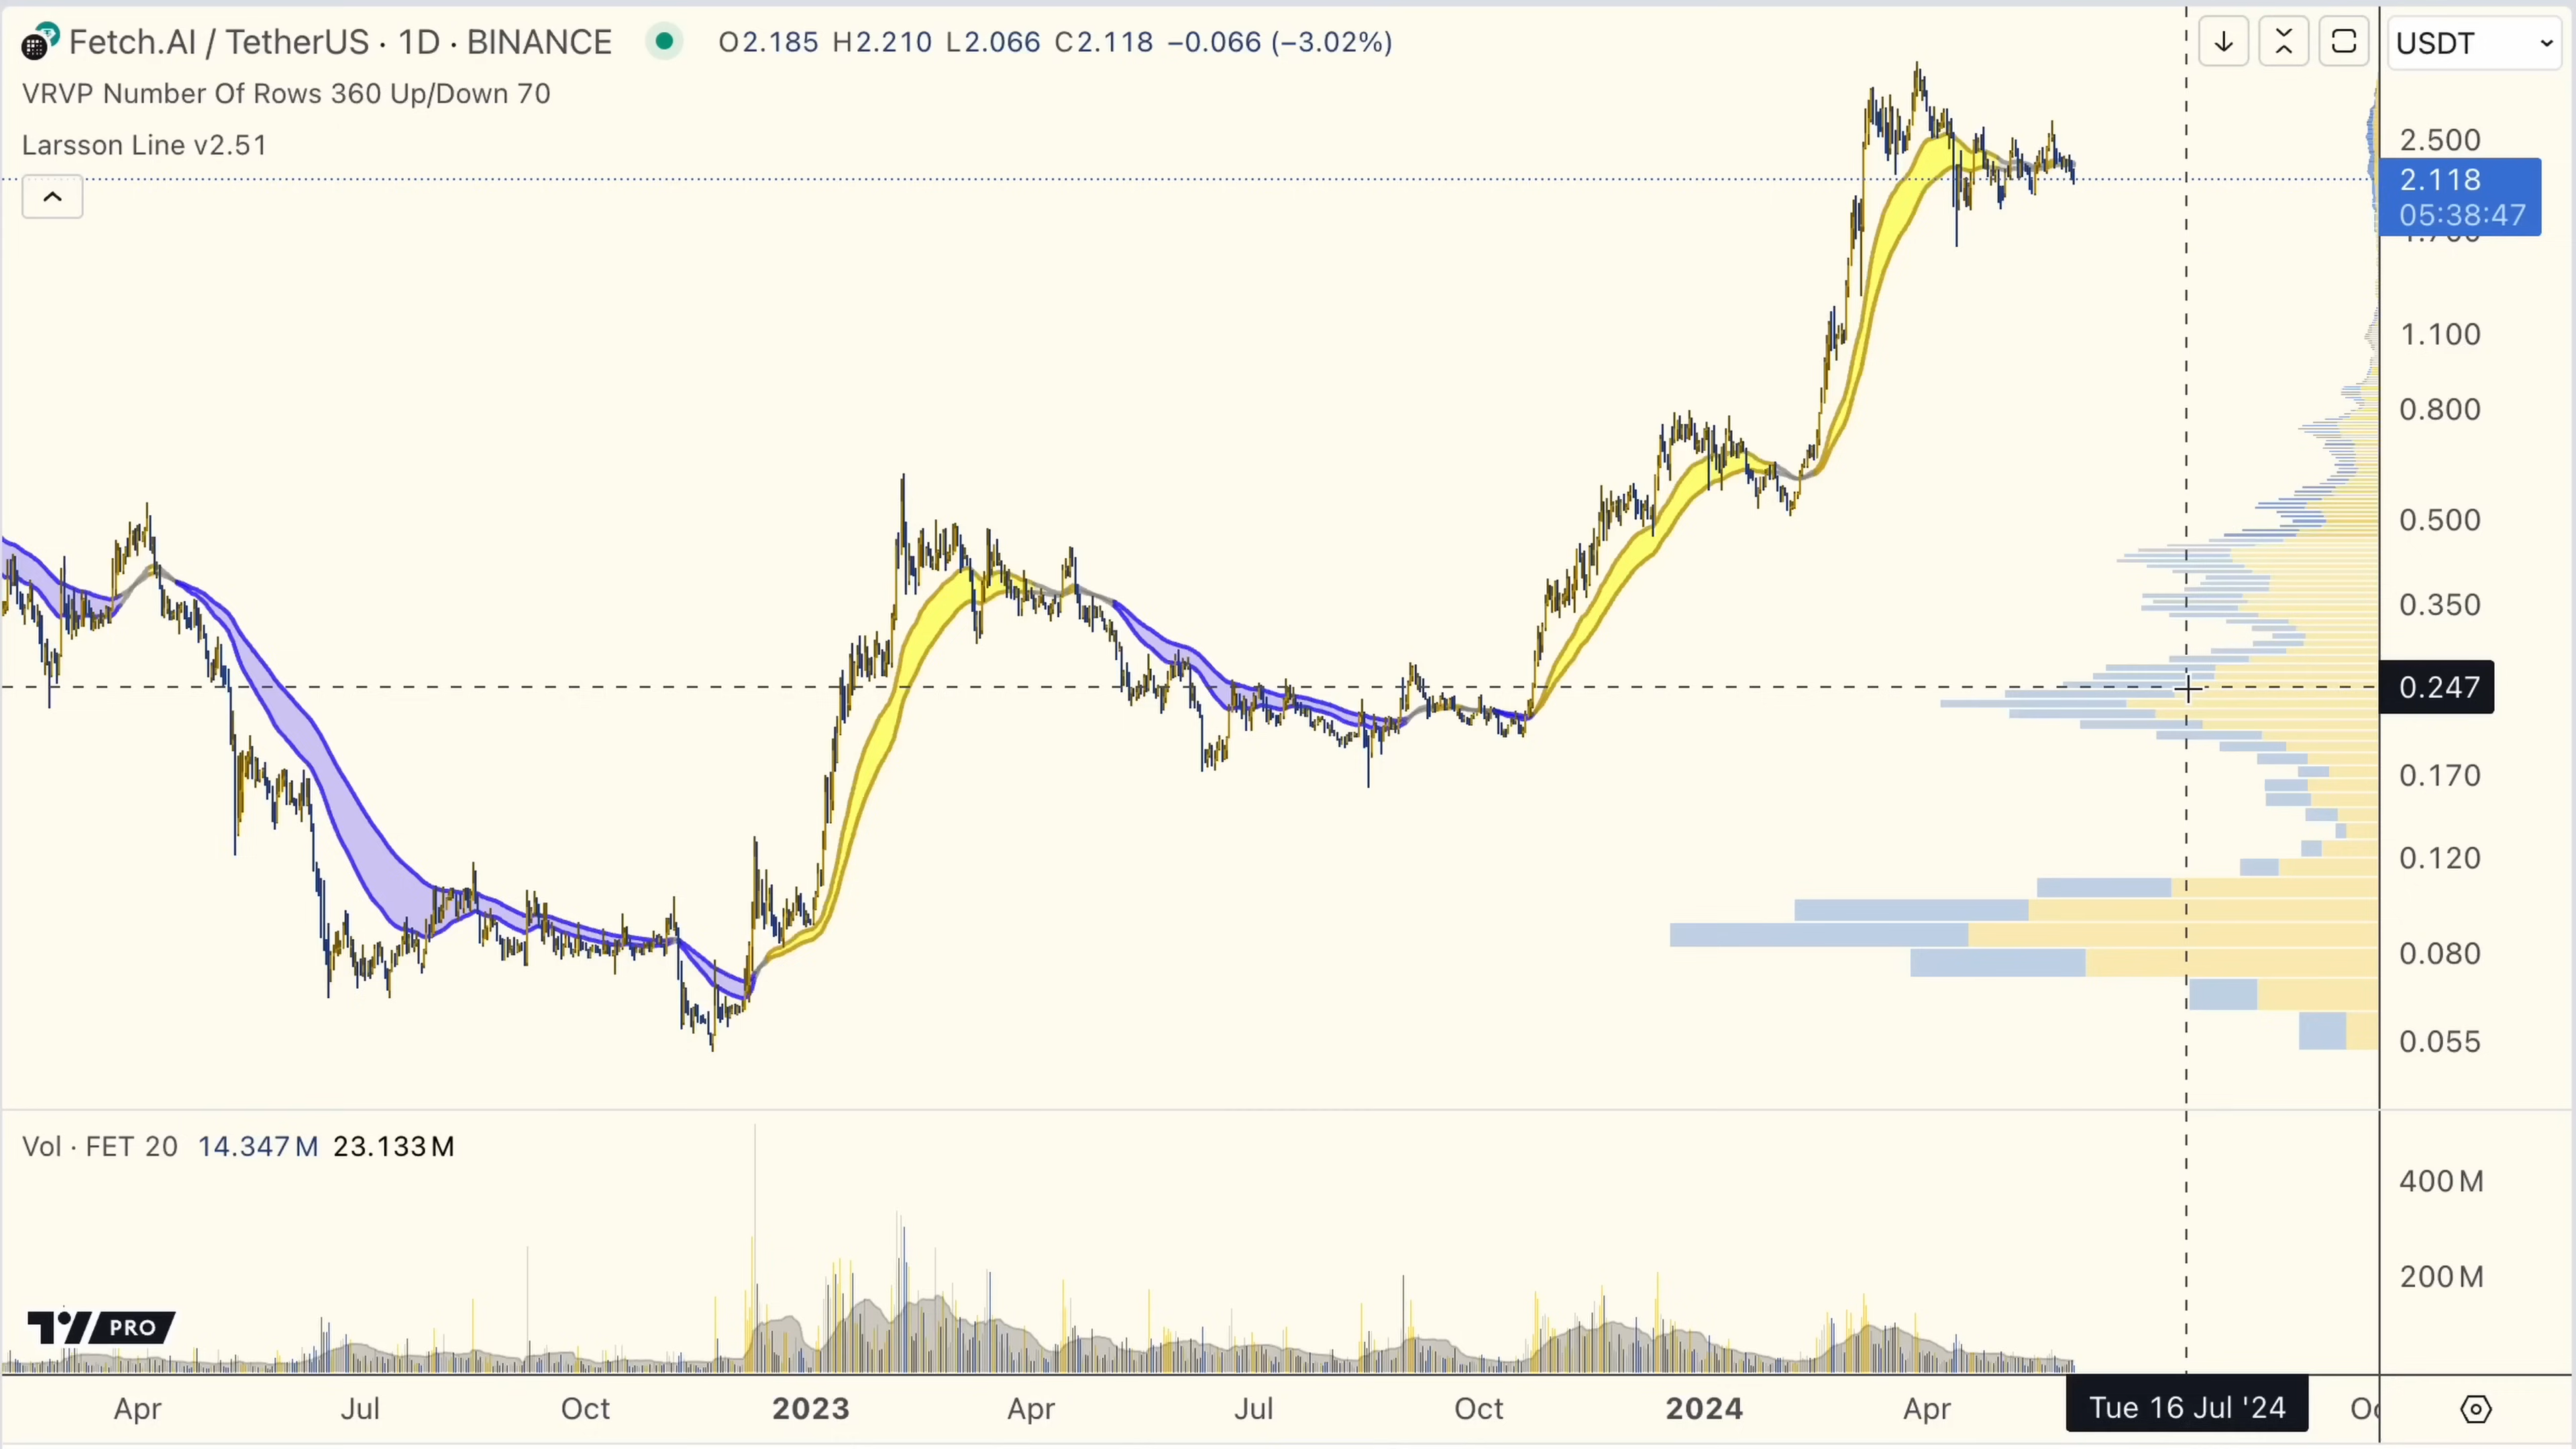 Fetch.AI / TetherUS · 1D · BINANCE O2.185 H2.210 L2.066 C2.118 −0.066 (−3.02%)
USDT
VRVP Number Of Rows 360 Up/Down 70
Larsson Line v2.51
2.500
2.118
05:38:47
1.100
0.800
0.500
0.350
0.247
0.170
0.120
0.080
0.055
Vol · FET 20 14.347M 23.133M
400M
200M
PRO
Apr Jul Oct 2023 Apr Jul Oct 2024 Apr Tue 16 Jul '24